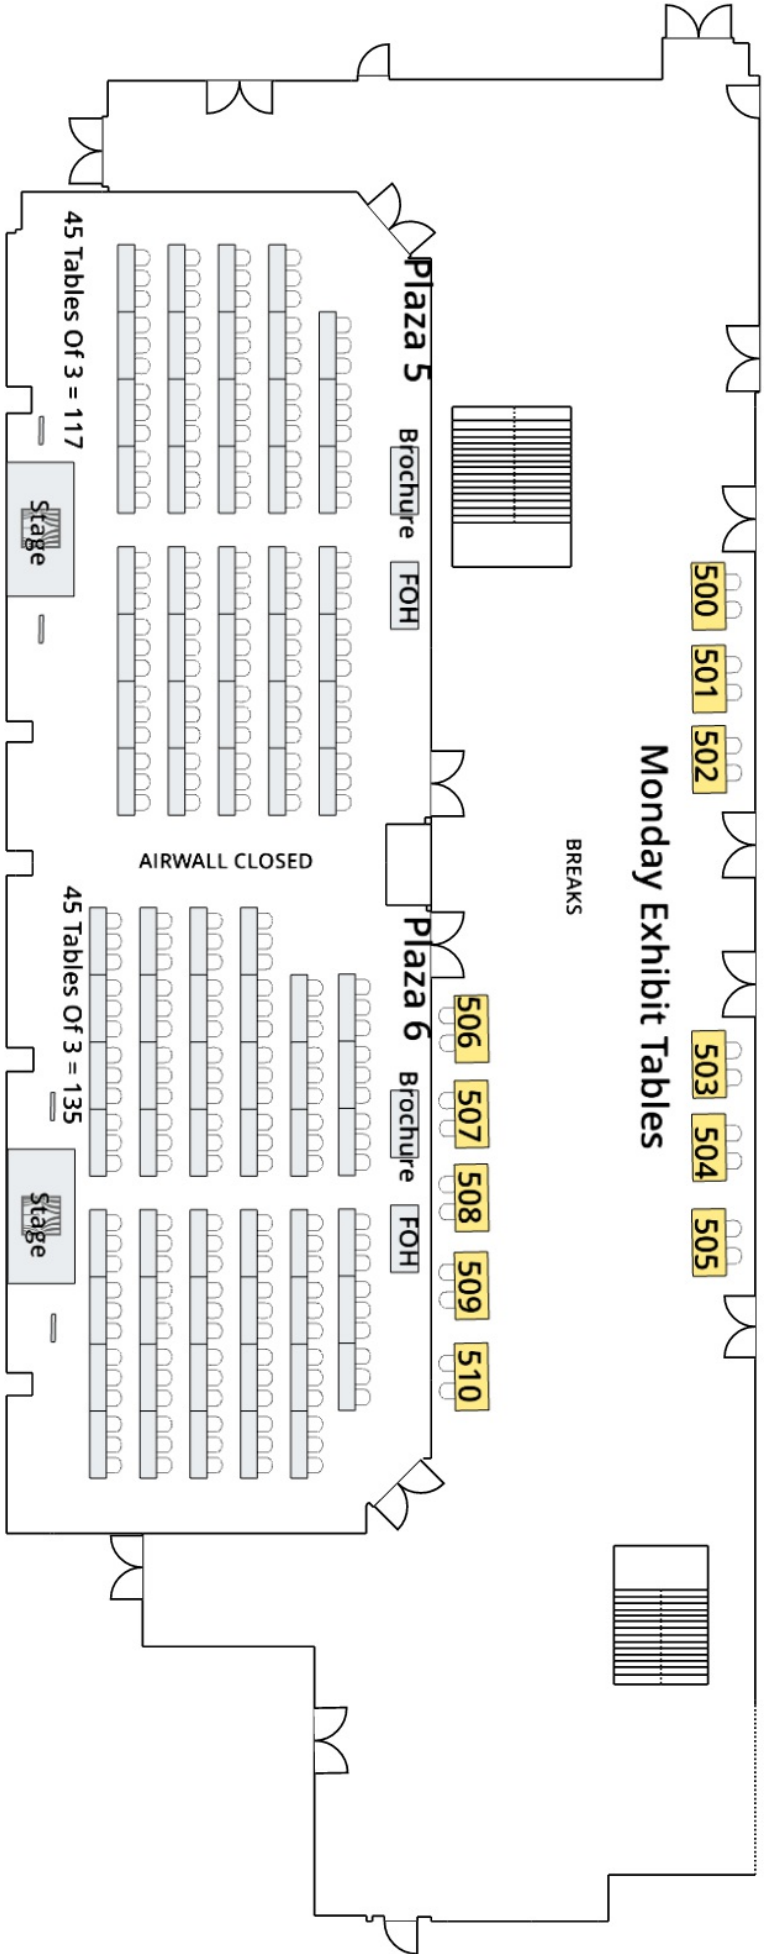 Monday Exhibit Tables
500
501
502
503
504
505
BREAKS
506
507
508
509
510
Plaza 5
Brochure
FOH
45 Tables Of 3 = 117
Stage
AIRWALL CLOSED
Plaza 6
Brochure
FOH
45 Tables Of 3 = 135
Stage